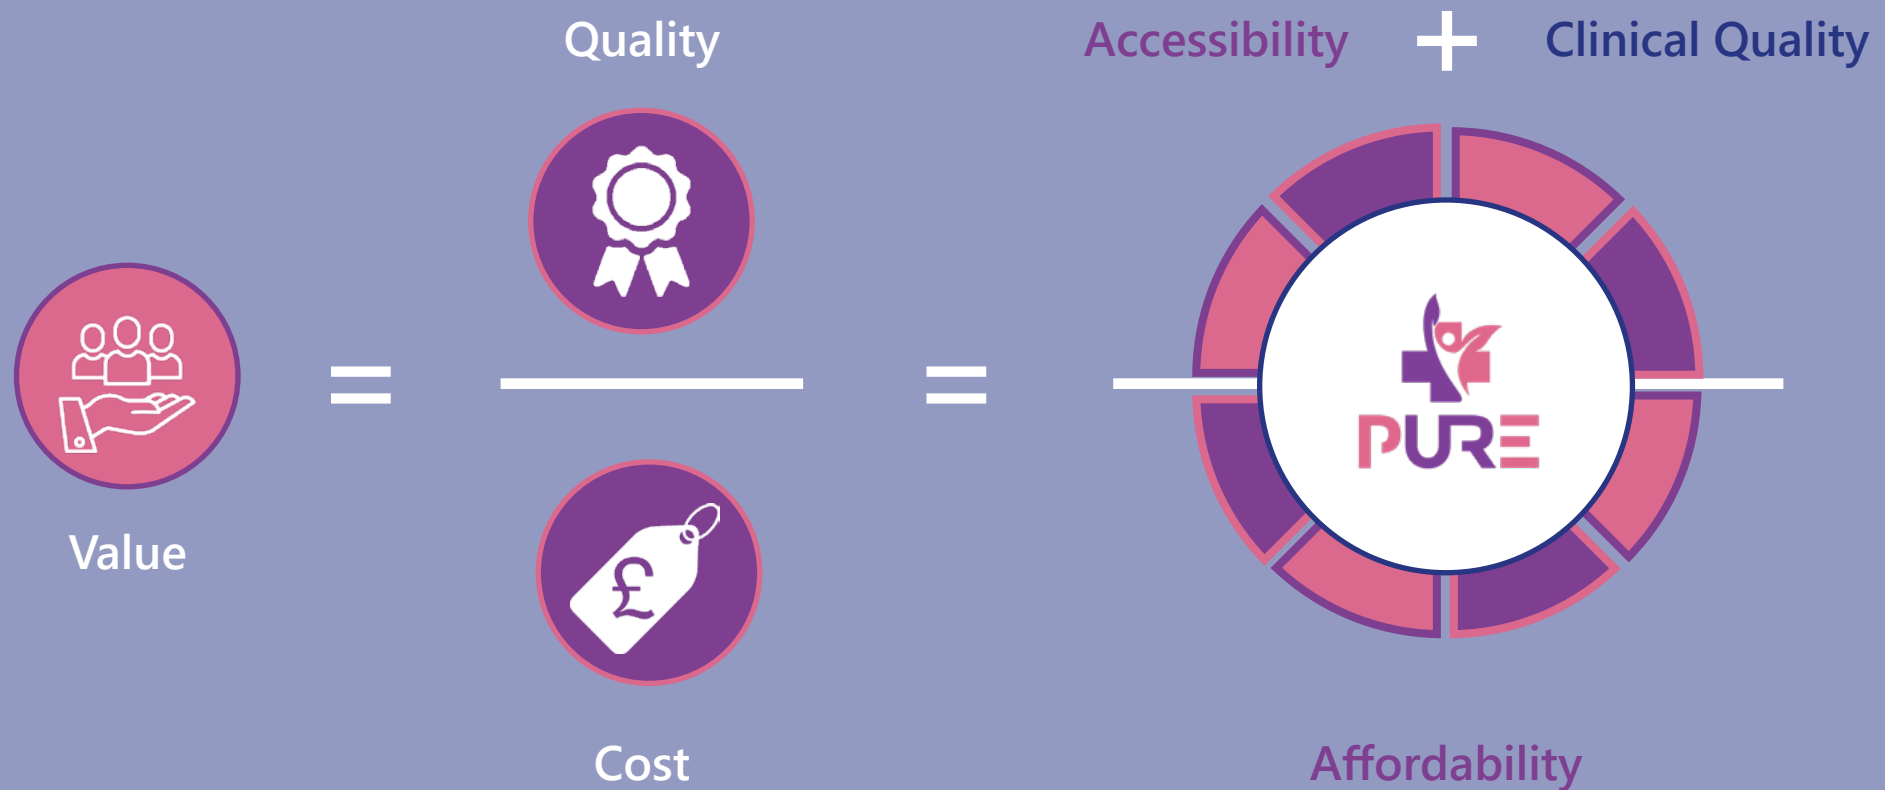 Quality
Accessibility + Clinical Quality
Value
=
£
Cost
=
PURE
Affordability